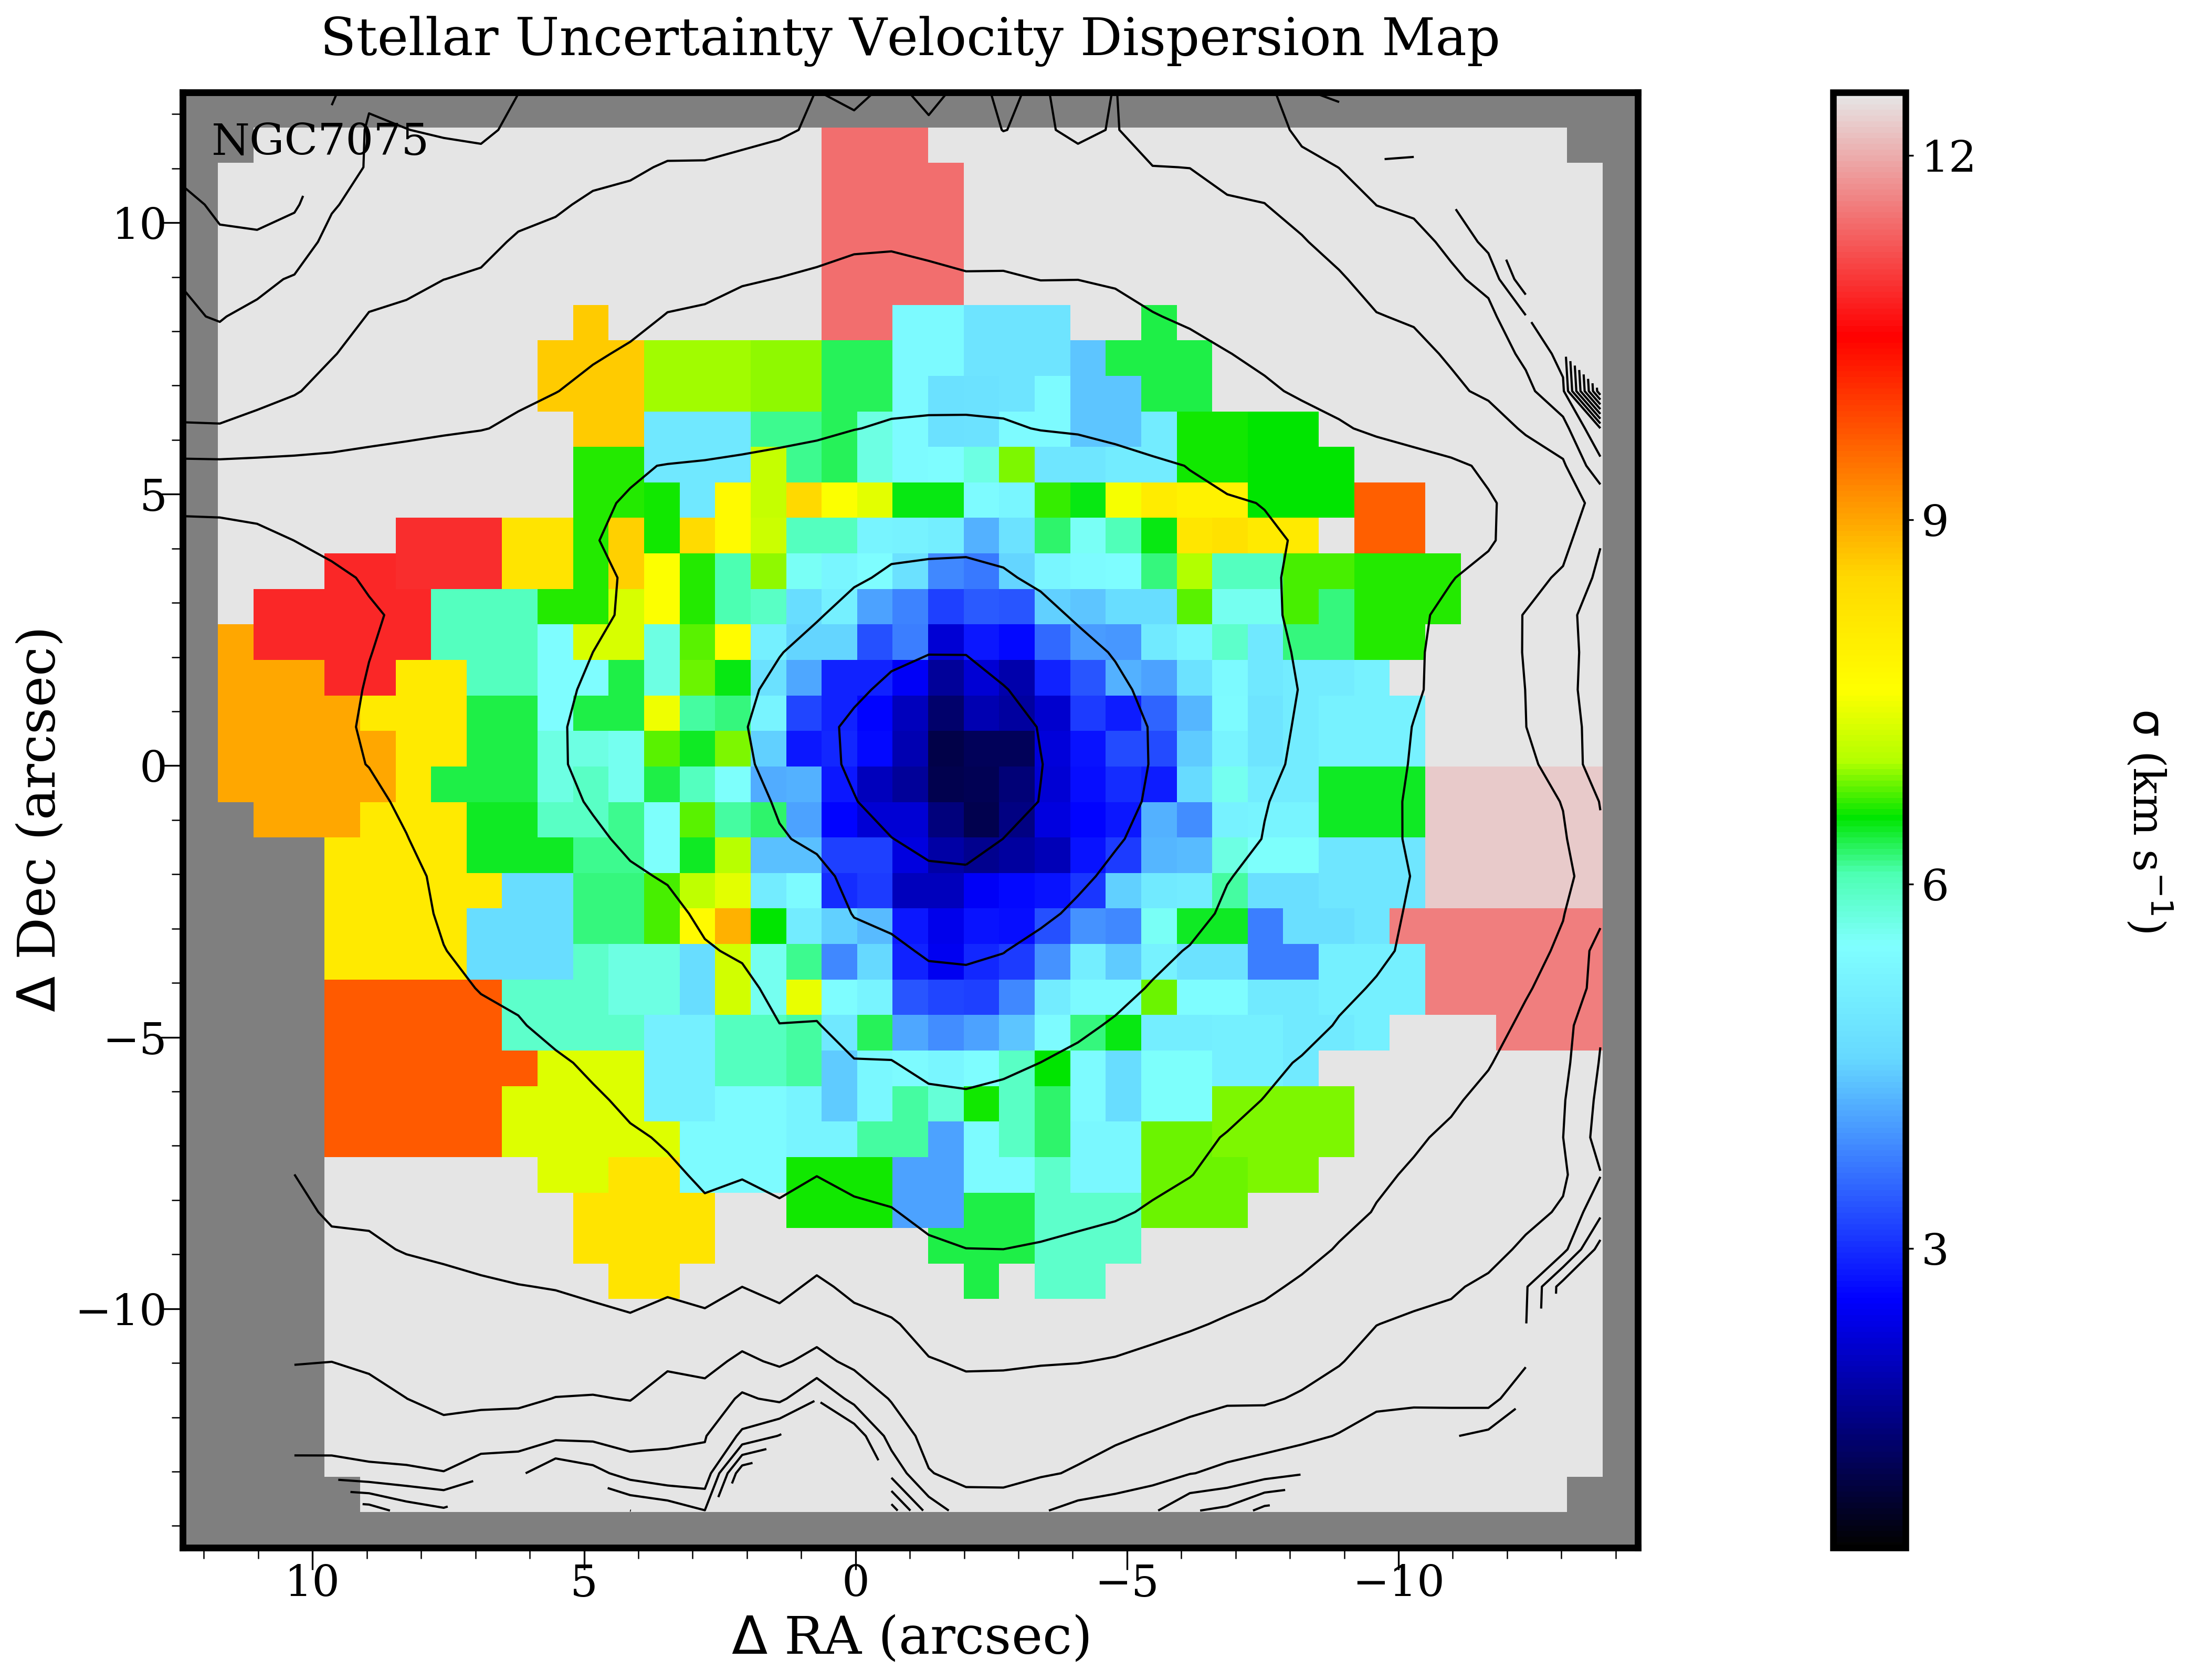 Stellar Uncertainty Velocity Dispersion Map
NGC7075
10
5
0
−5
−10
Δ Dec (arcsec)
10
5
0
−5
−10
Δ RA (arcsec)
12
9
6
3
σ (km s⁻¹)